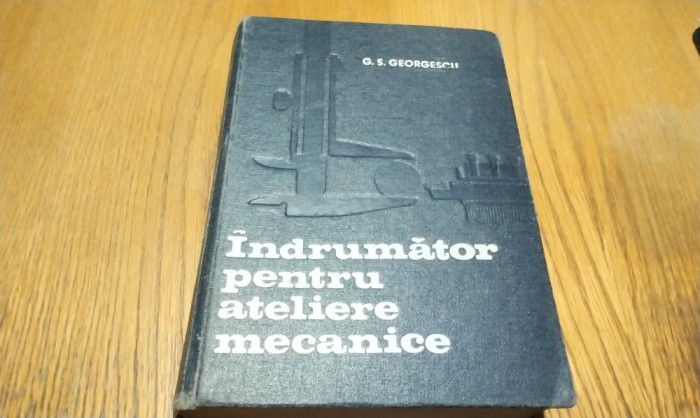 G. S. GEORGESCU
Îndrumător
pentru
ateliere
mecanice